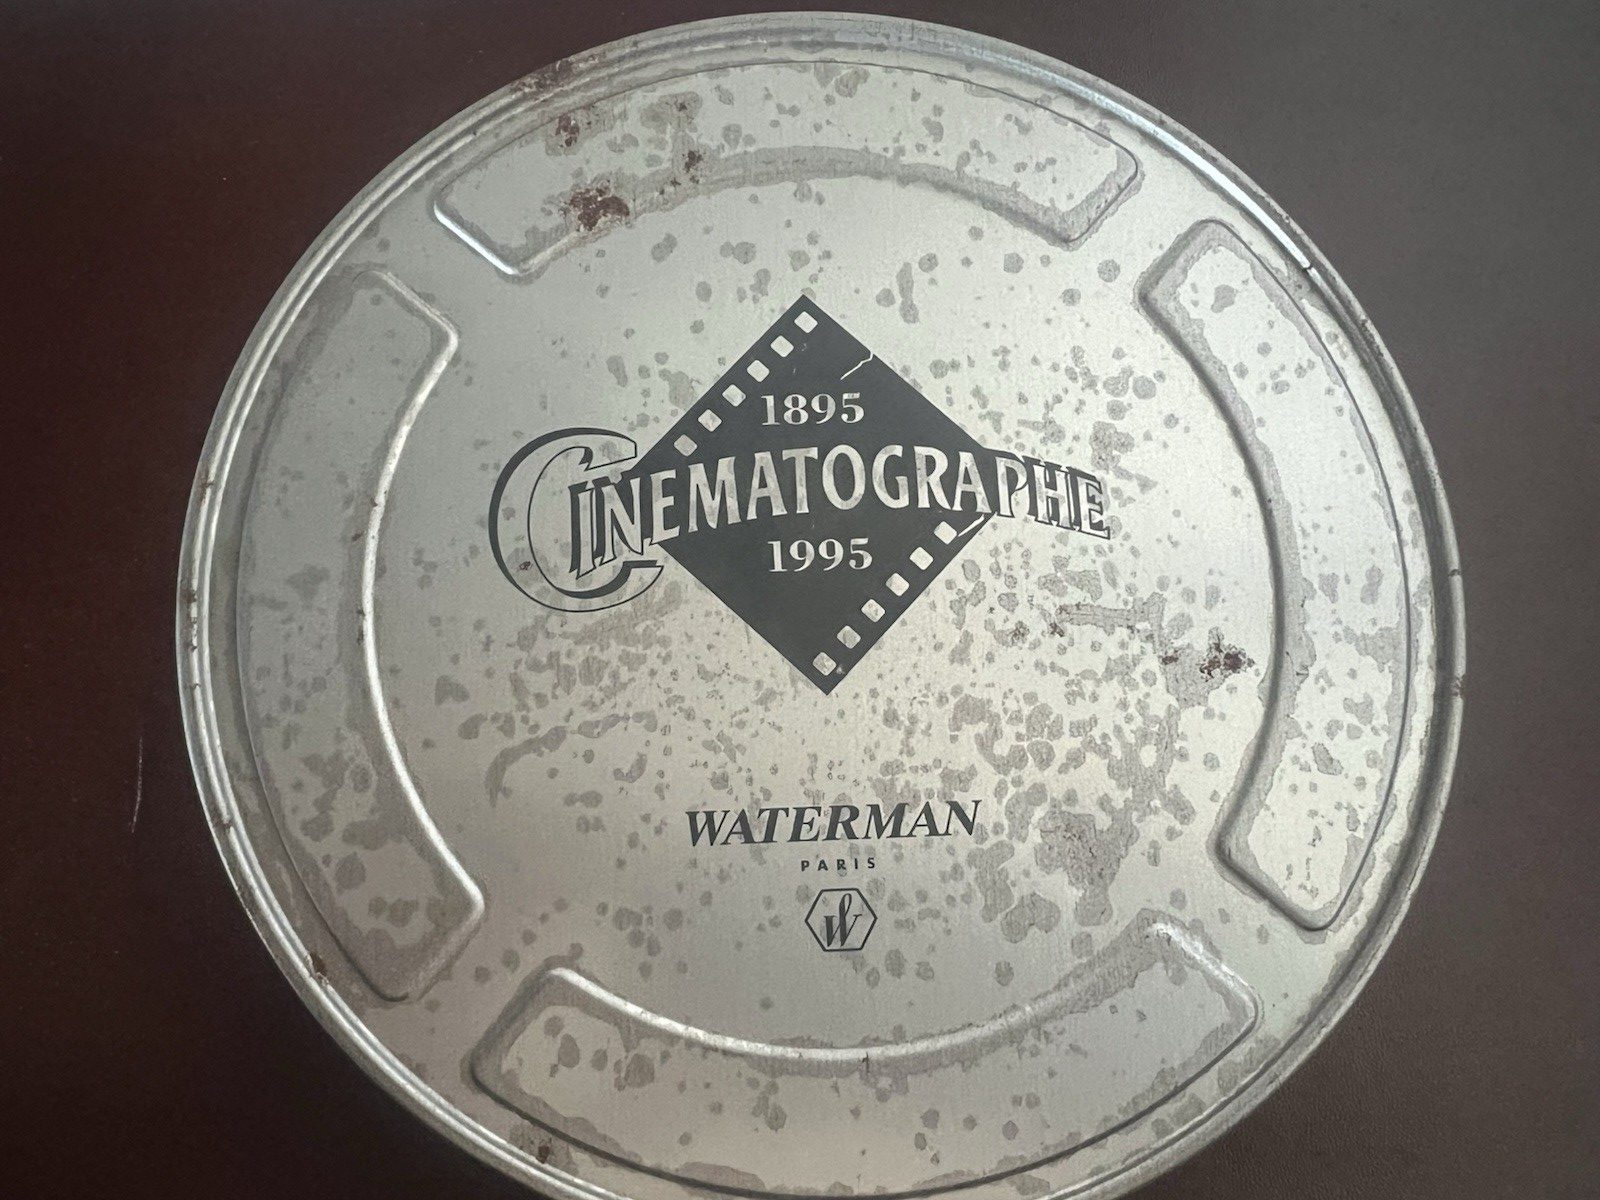 1895
CINEMATOGRAPHE
1995
WATERMAN
PARIS
W